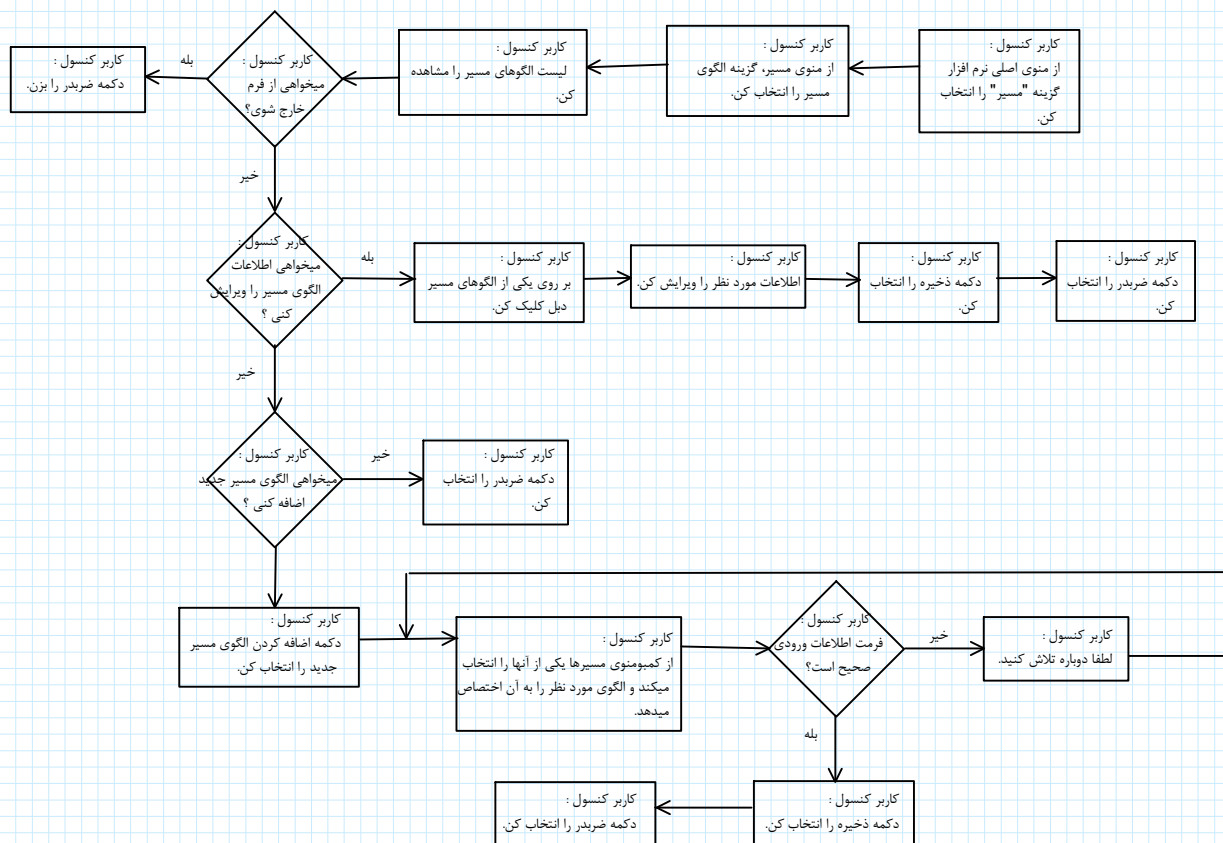 کاربر کنسول :
از منوی اصلی نرم افزار
گزینه "مسیر" را انتخاب
کن.
کاربر کنسول :
از منوی مسیر، گزینه الگوی
مسیر را انتخاب کن.
کاربر کنسول :
لیست الگوهای مسیر را مشاهده
کن.
کاربر کنسول :
میخواهی از فرم
خارج شوی؟
بله
کاربر کنسول :
دکمه ضربدر را بزن.
خیر
کاربر کنسول :
میخواهی اطلاعات
الگوی مسیر را ویرایش
کنی ؟
بله
کاربر کنسول :
بر روی یکی از الگوهای مسیر
دبل کلیک کن.
کاربر کنسول :
اطلاعات مورد نظر را ویرایش کن.
کاربر کنسول :
دکمه ذخیره را انتخاب
کن.
کاربر کنسول :
دکمه ضربدر را انتخاب
کن.
خیر
کاربر کنسول :
میخواهی الگوی مسیر جدید
اضافه کنی ؟
خیر
کاربر کنسول :
دکمه ضربدر را انتخاب
کن.
کاربر کنسول :
دکمه اضافه کردن الگوی مسیر
جدید را انتخاب کن.
کاربر کنسول :
از کمبومنوی مسیرها یکی از آنها را انتخاب
میکند و الگوی مورد نظر را به آن اختصاص
میدهد.
کاربر کنسول :
فرمت اطلاعات ورودی
صحیح است؟
خیر
کاربر کنسول :
لطفا دوباره تلاش کنید.
بله
کاربر کنسول :
دکمه ذخیره را انتخاب کن.
کاربر کنسول :
دکمه ضربدر را انتخاب کن.